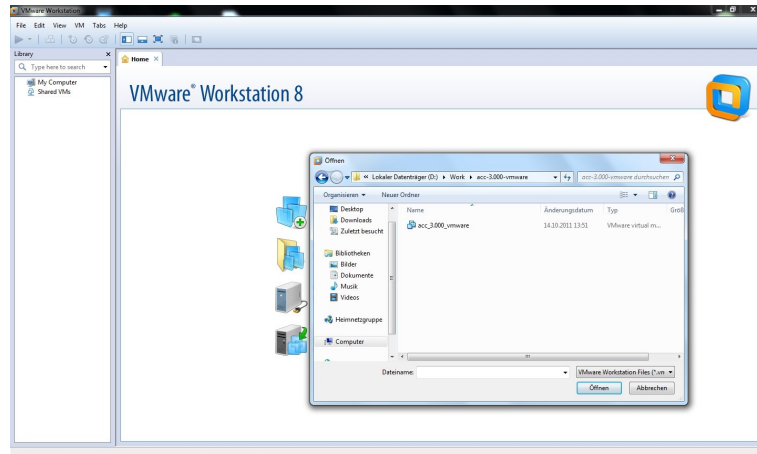 VMware Workstation
File Edit View VM Tabs Help
Library x
Type here to search
My Computer
Shared VMs
Home ×
VMware® Workstation 8
Öffnen
« Lokaler Datenträger (D:) ▸ Work ▸ acc-3.000-vmware
acc-3.000-vmware durchsuchen
Organisieren Neuer Ordner
Desktop
Downloads
Zuletzt besucht
Bibliotheken
Bilder
Dokumente
Musik
Videos
Heimnetzgruppe
Computer
Name Änderungsdatum Typ Größ
acc_3.000_vmware 14.10.2011 13:51 VMware virtual m...
Dateiname: VMware Workstation Files (*.vm
Öffnen Abbrechen